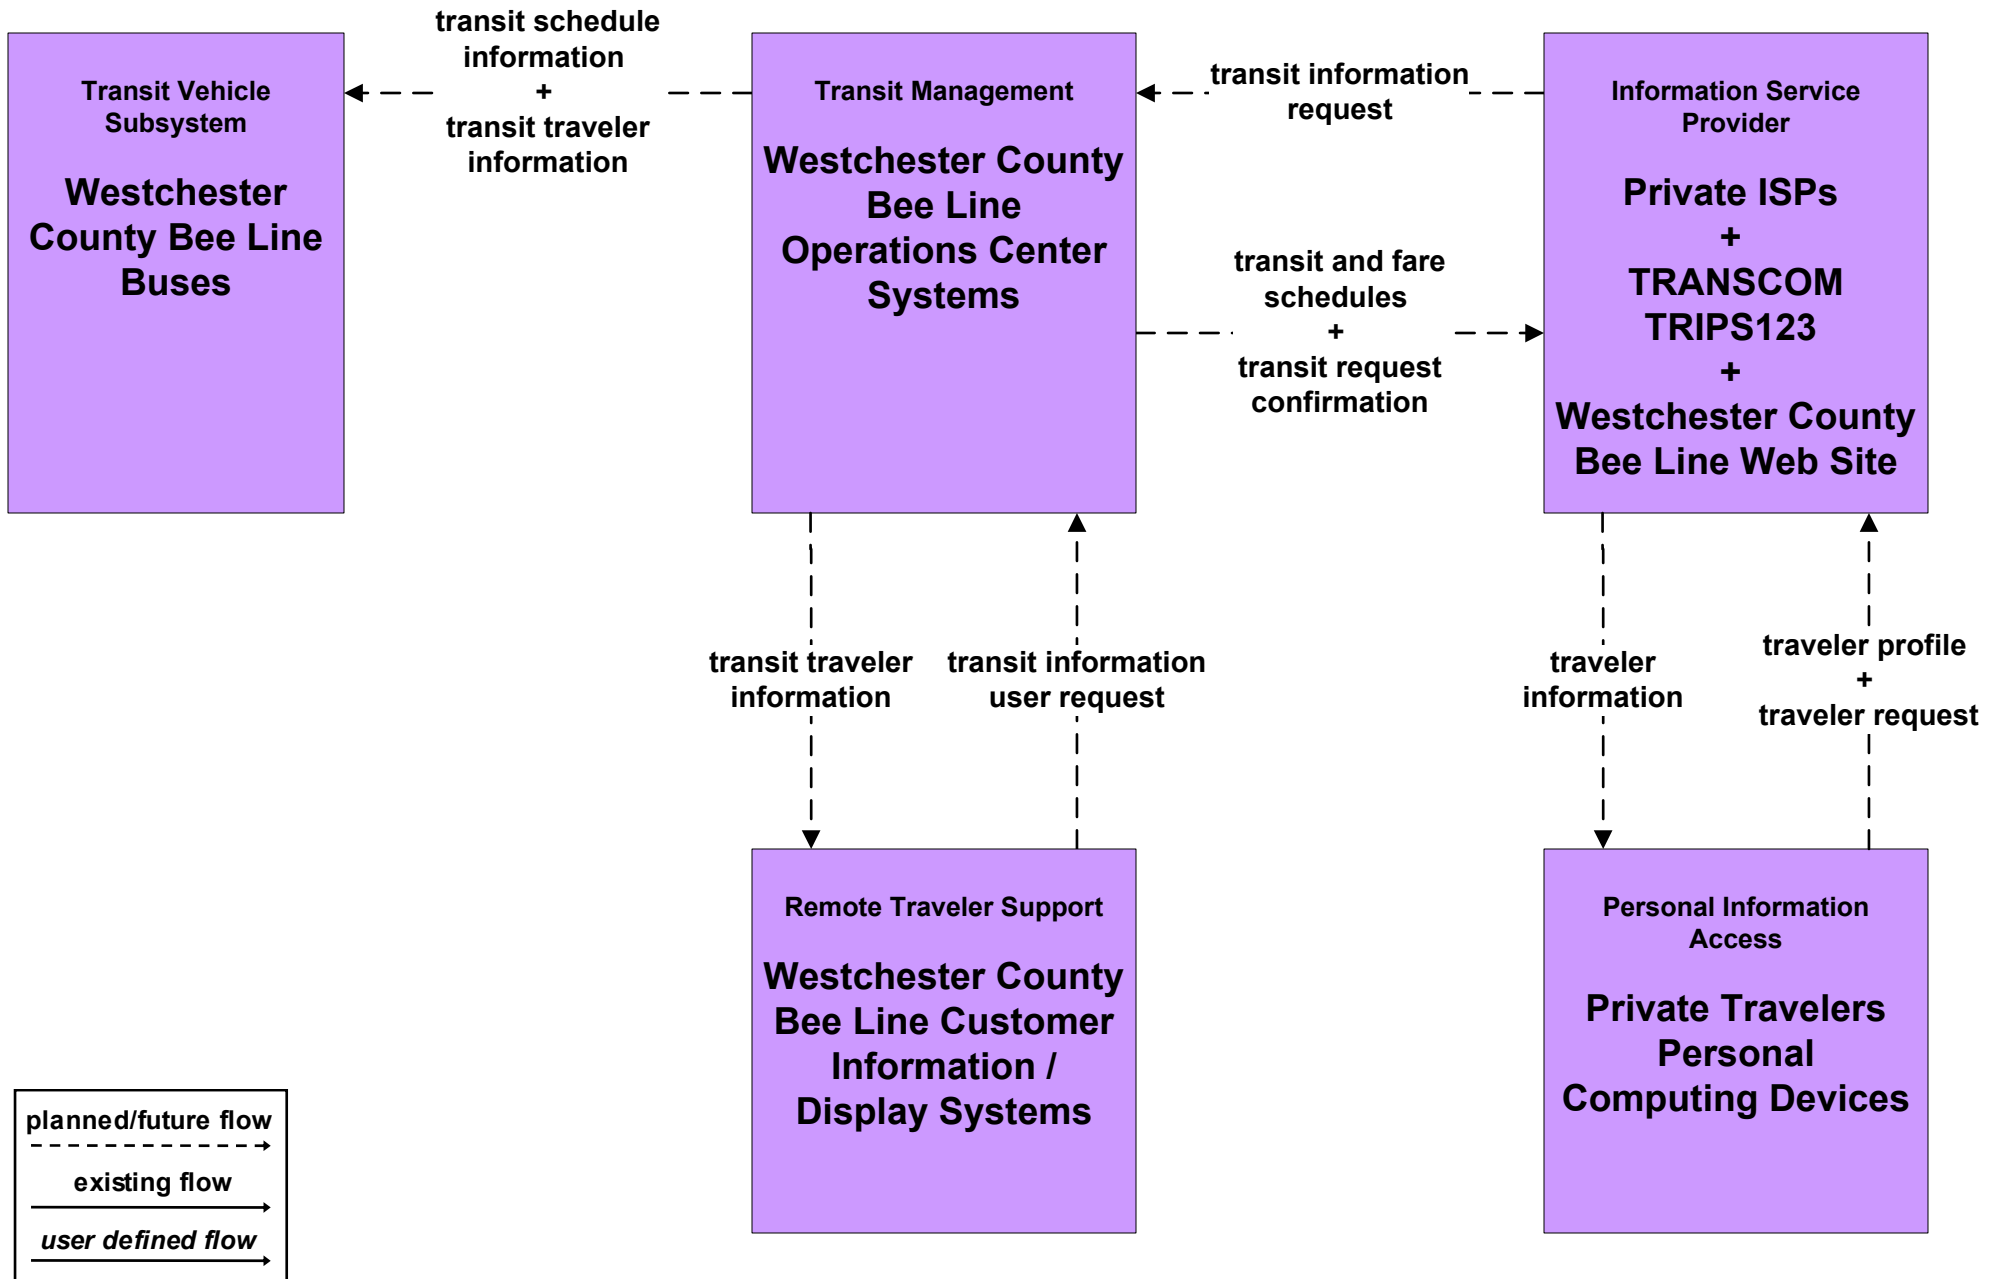 transit schedule
information
+
transit traveler
information
Transit Vehicle
Subsystem
Westchester
County Bee Line
Buses
Transit Management
Westchester County
Bee Line
Operations Center
Systems
transit information
request
transit and fare
schedules
+
transit request
confirmation
Information Service
Provider
Private ISPs
+
TRANSCOM
TRIPS123
+
Westchester County
Bee Line Web Site
transit traveler
information
transit information
user request
traveler
information
traveler profile
+
traveler request
Remote Traveler Support
Westchester County
Bee Line Customer
Information /
Display Systems
Personal Information
Access
Private Travelers
Personal
Computing Devices
planned/future flow
existing flow
user defined flow